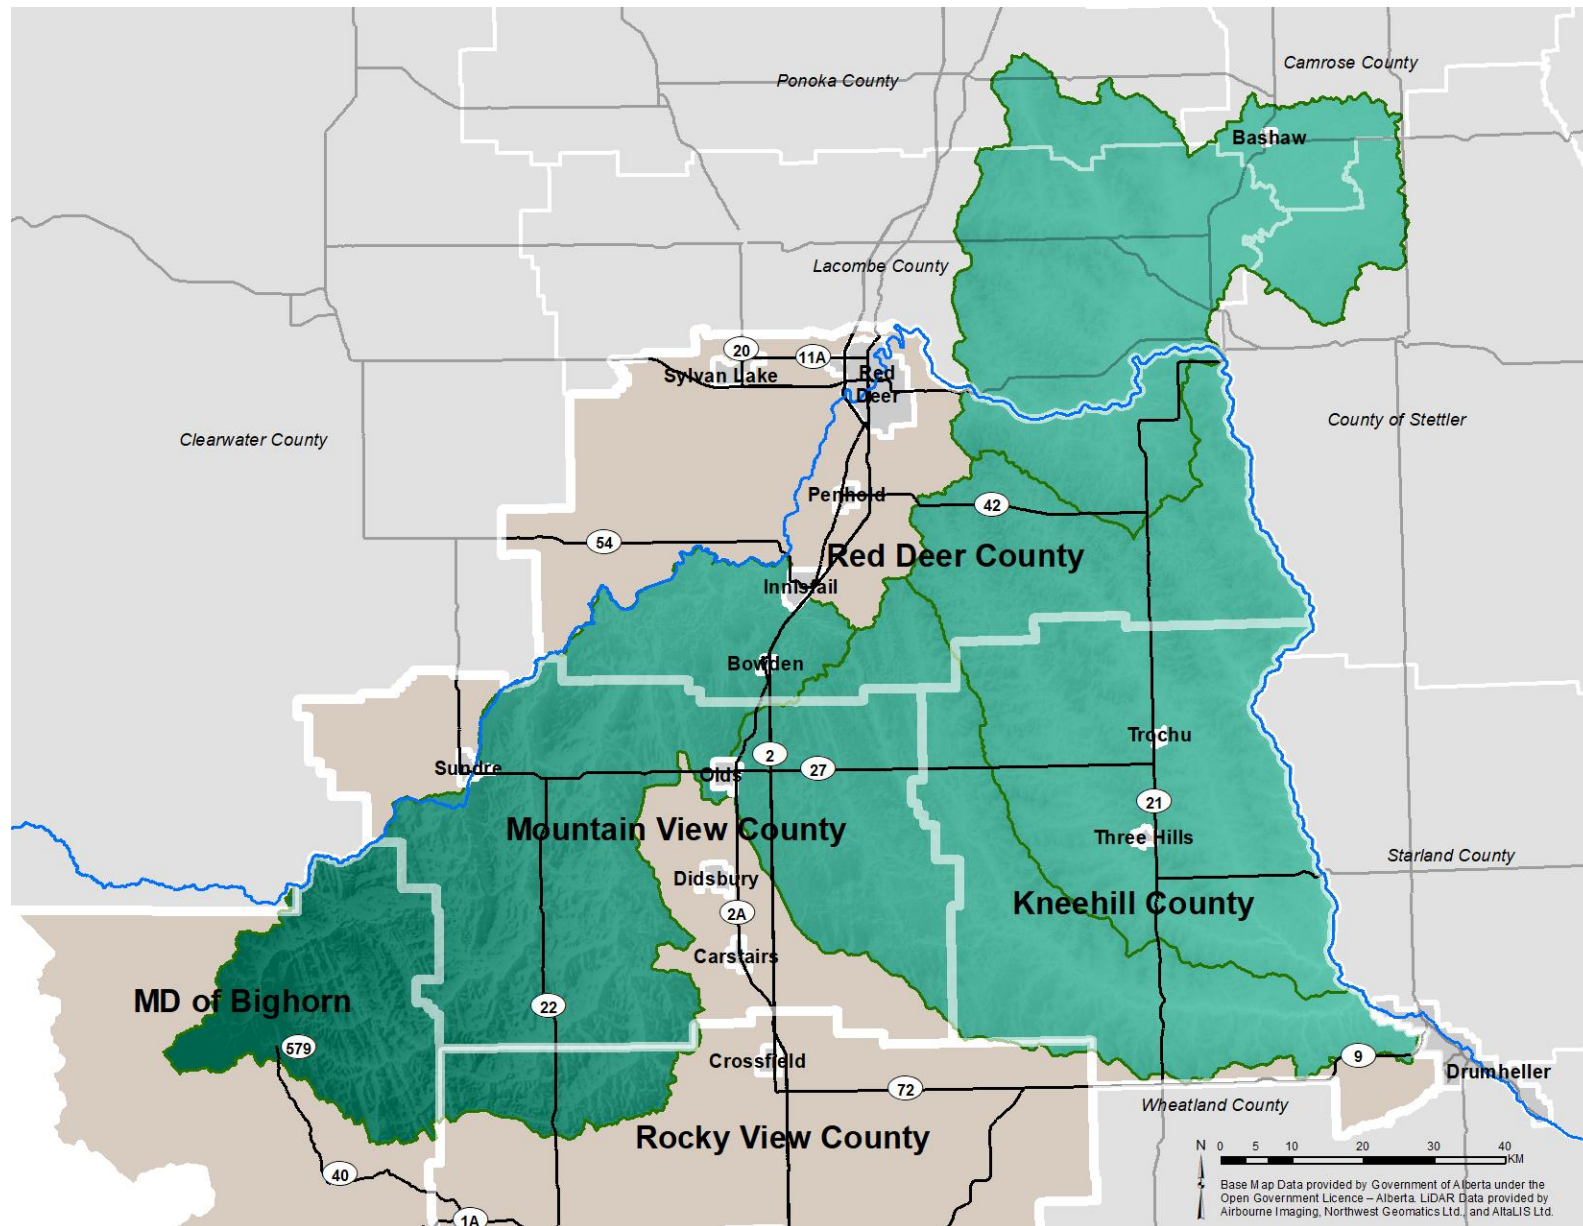 Camrose County
Ponoka County
Bashaw
Lacombe County
20
11A
Sylvan Lake
Red
Deer
County of Stettler
Clearwater County
Penhold
42
54
Red Deer County
Innisfail
Bowden
Trochu
2
27
Sundre
Olds
21
Mountain View County
Three Hills
Starland County
Didsbury
Kneehill County
2A
Carstairs
MD of Bighorn
22
579
Crossfield
9
Drumheller
72
Wheatland County
Rocky View County
N
0 5 10 20 30 40
KM
40
Base Map Data provided by Government of Alberta under the
Open Government Licence – Alberta. LiDAR Data provided by
Airbourne Imaging, Northwest Geomatics Ltd., and AltaLIS Ltd.
1A